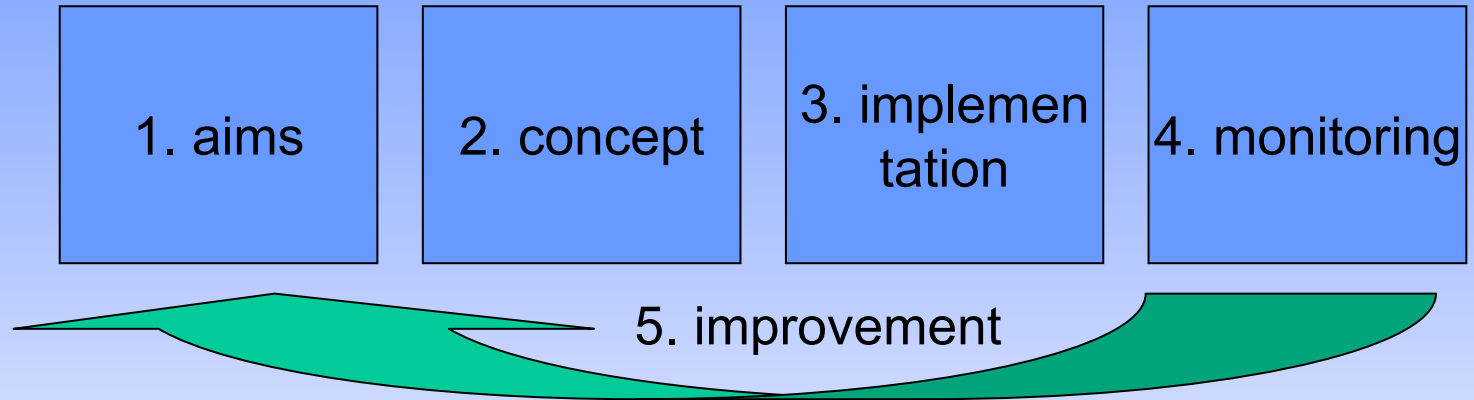 1. aims
2. concept
3. implemen
tation
4. monitoring
5. improvement